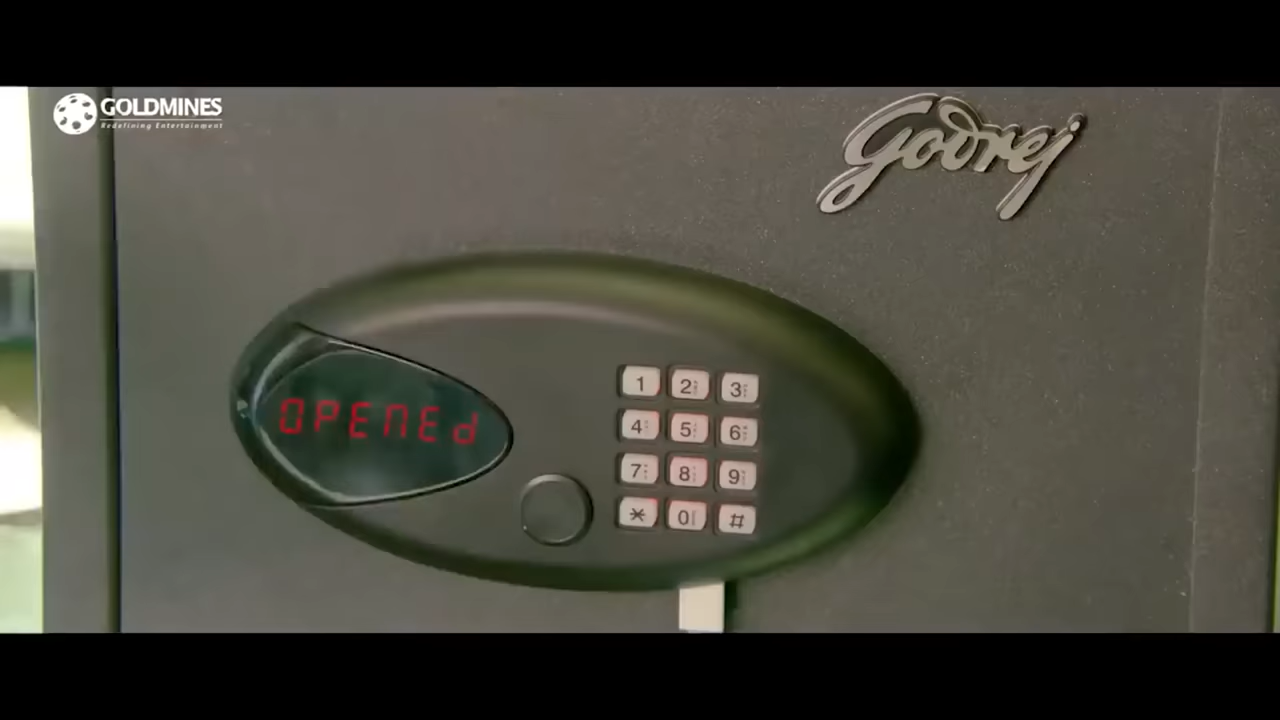 GOLDMINES
Redefining Entertainment
Godrej
OPENEd
1 2 3
4 5 6
7 8 9
* 0 #